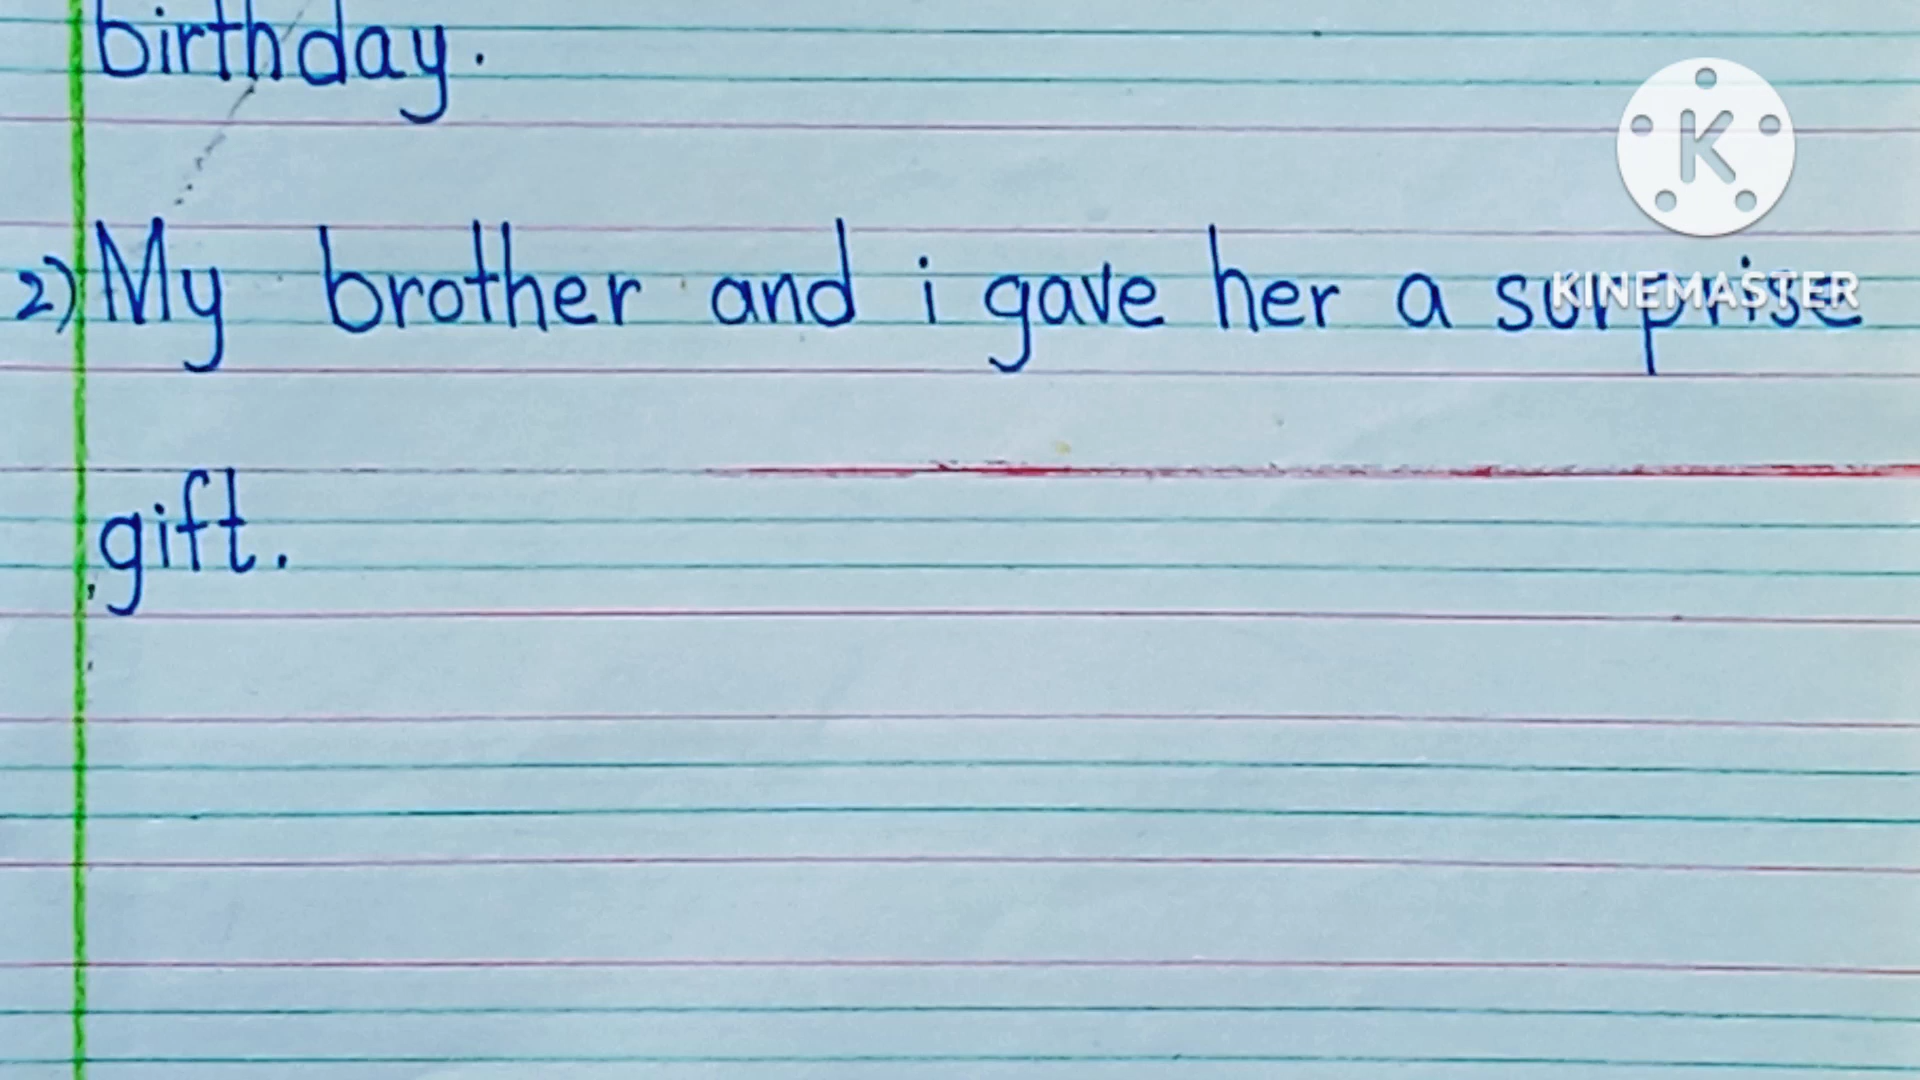 birthday.
K
KINEMASTER
2) My brother and i gave her a surprise
gift.